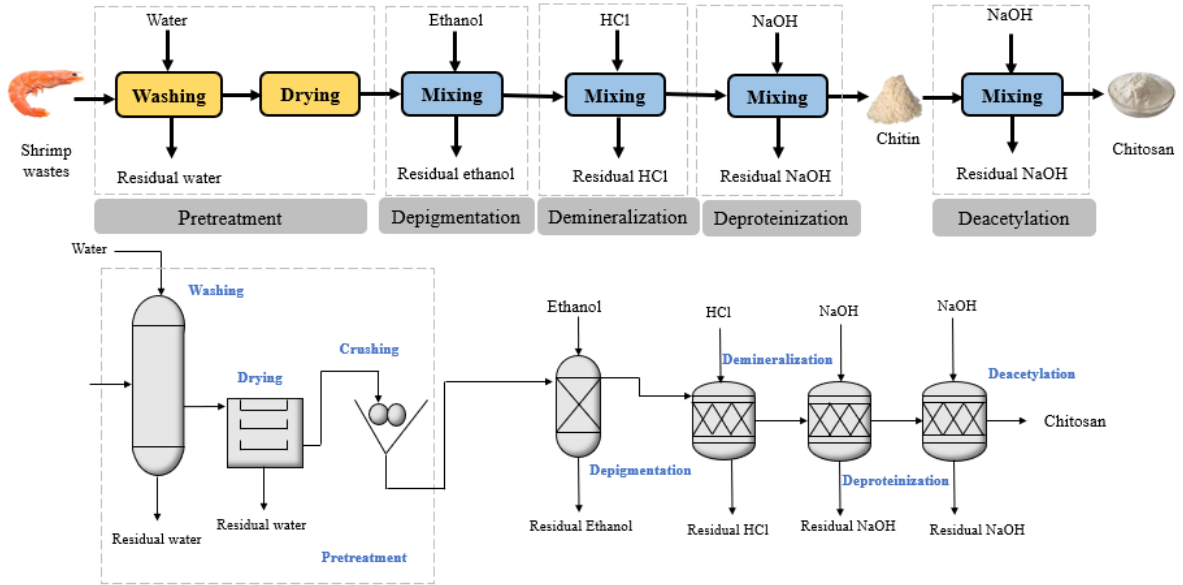 Water
Ethanol
HCl
NaOH
NaOH
Washing
Drying
Mixing
Mixing
Mixing
Mixing
Shrimp
wastes
Chitin
Chitosan
Residual water
Residual ethanol
Residual HCl
Residual NaOH
Residual NaOH
Pretreatment
Depigmentation
Demineralization
Deproteinization
Deacetylation
Water
Washing
Drying
Crushing
Ethanol
HCl
NaOH
NaOH
Demineralization
Deacetylation
Chitosan
Depigmentation
Deproteinization
Residual water
Residual water
Residual Ethanol
Residual HCl
Residual NaOH
Residual NaOH
Pretreatment